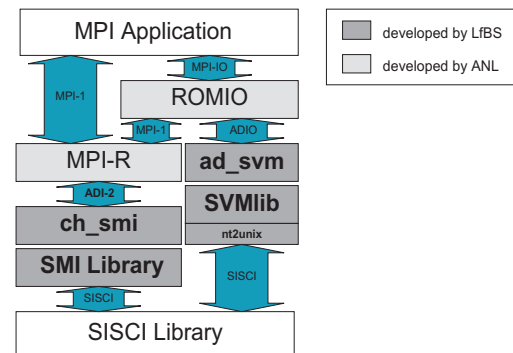 MPI Application
developed by LfBS
developed by ANL
MPI-IO
MPI-1
ROMIO
MPI-1
ADIO
MPI-R
ad_svm
ADI-2
SVMlib
ch_smi
nt2unix
SMI Library
SISCI
SISCI
SISCI Library